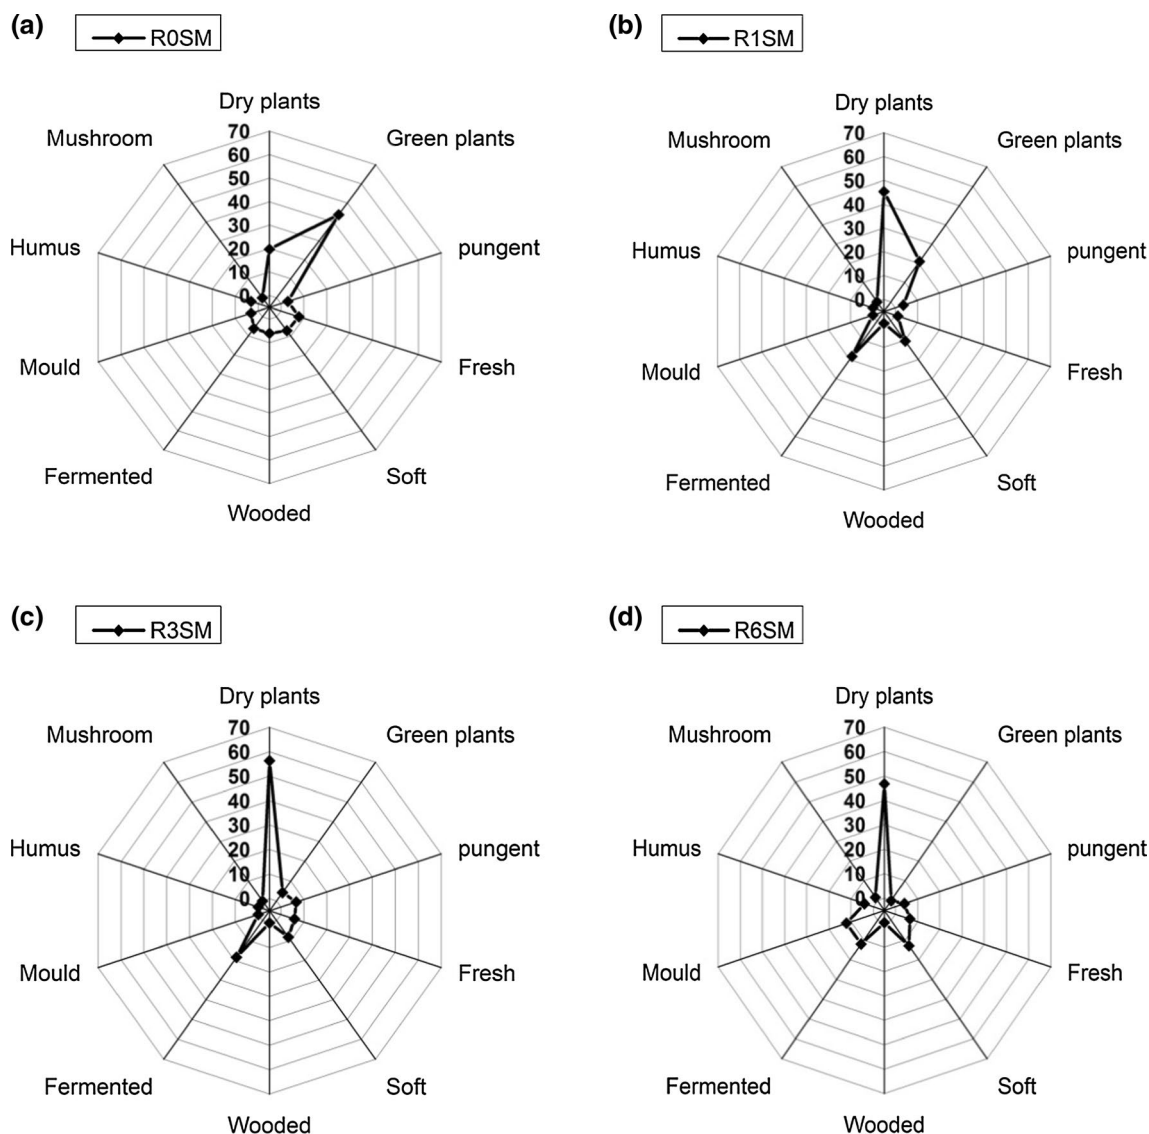 (a)
R0SM
Dry plants
Mushroom
Green plants
70
60
50
40
30
20
10
0
Humus
pungent
Mould
Fresh
Fermented
Soft
Wooded
(b)
R1SM
Dry plants
Mushroom
Green plants
70
60
50
40
30
20
10
0
Humus
pungent
Mould
Fresh
Fermented
Soft
Wooded
(c)
R3SM
Dry plants
Mushroom
Green plants
70
60
50
40
30
20
10
0
Humus
pungent
Mould
Fresh
Fermented
Soft
Wooded
(d)
R6SM
Dry plants
Mushroom
Green plants
70
60
50
40
30
20
10
0
Humus
pungent
Mould
Fresh
Fermented
Soft
Wooded